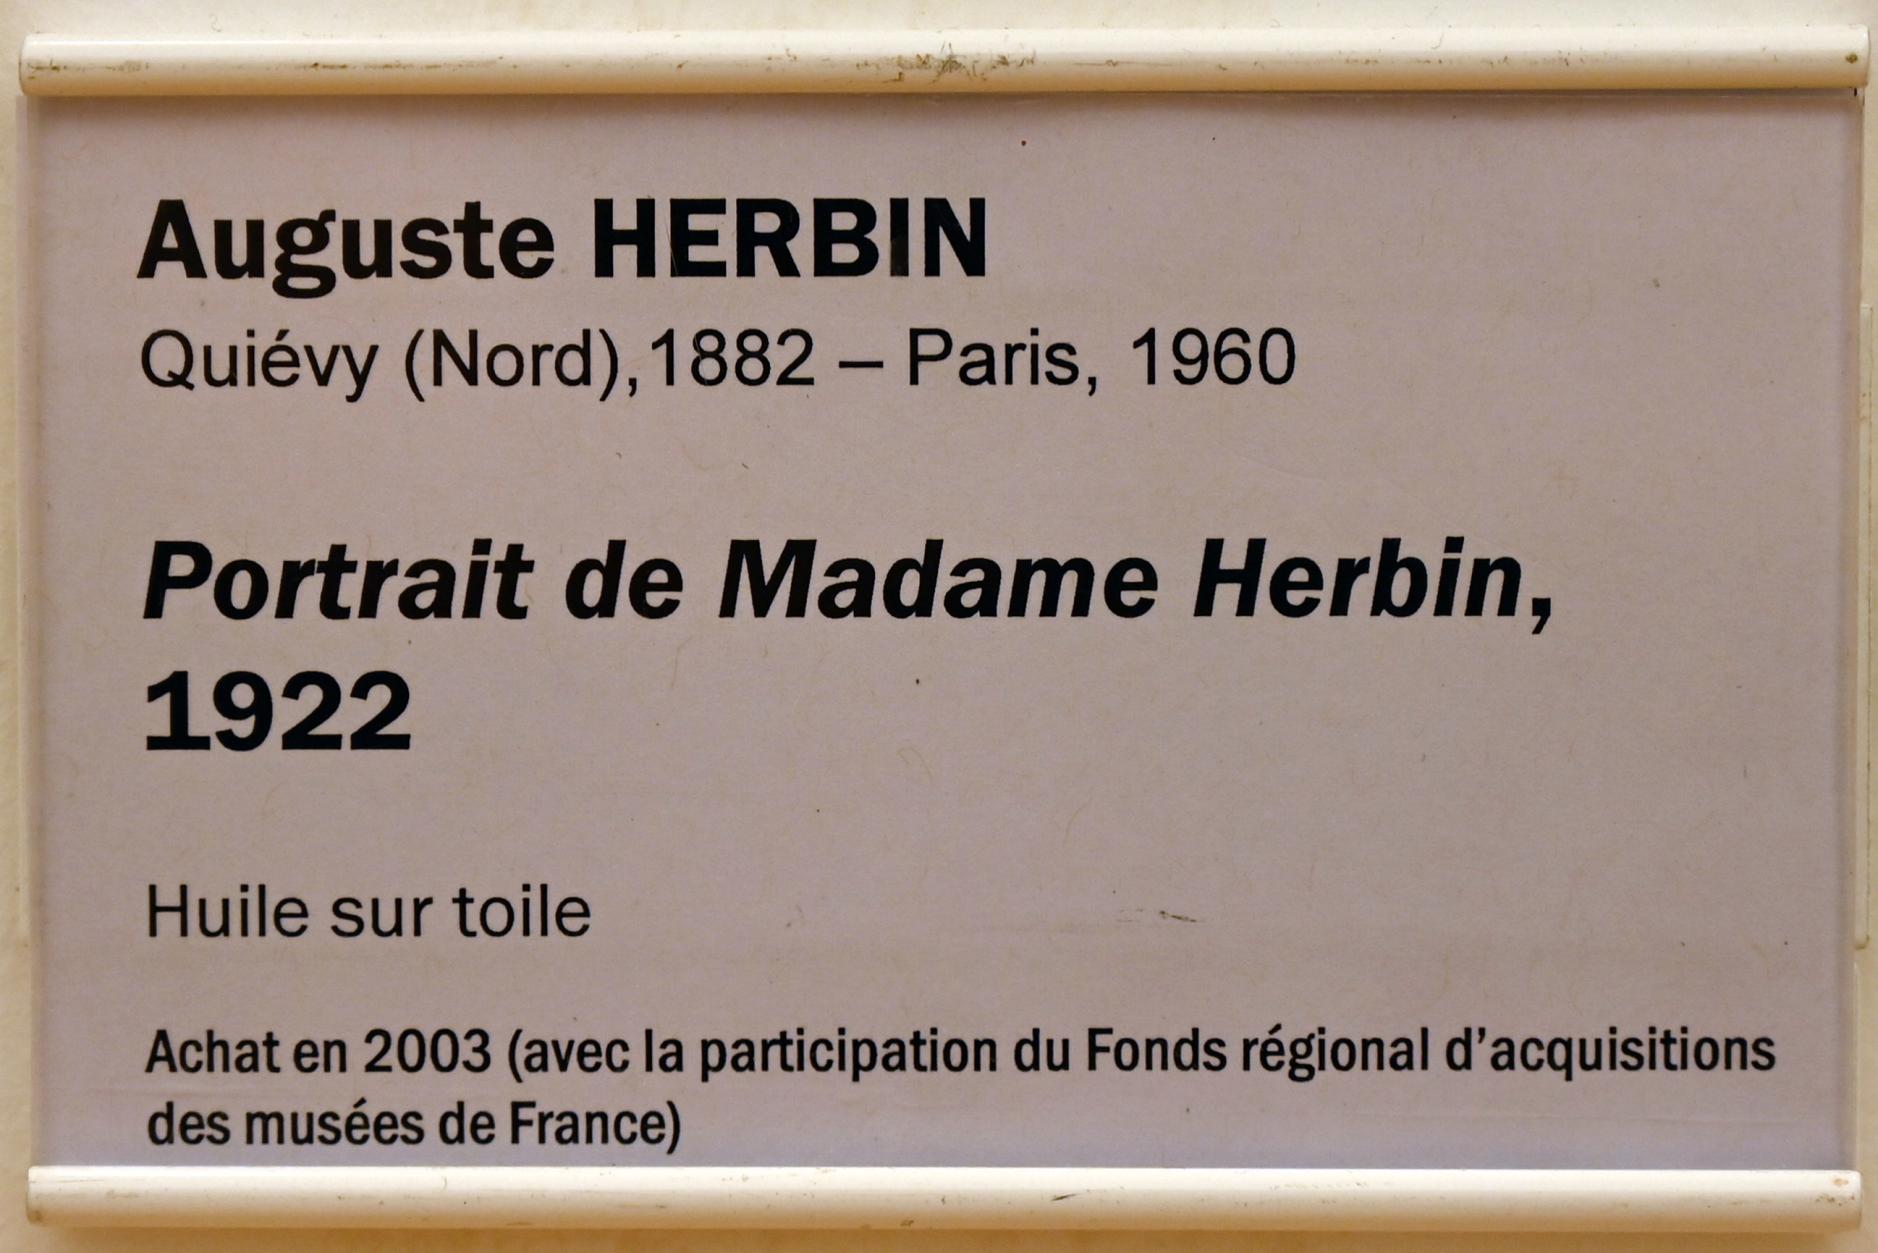 Auguste HERBIN
Quiévy (Nord),1882 – Paris, 1960
Portrait de Madame Herbin,
1922
Huile sur toile
Achat en 2003 (avec la participation du Fonds régional d’acquisitions
des musées de France)